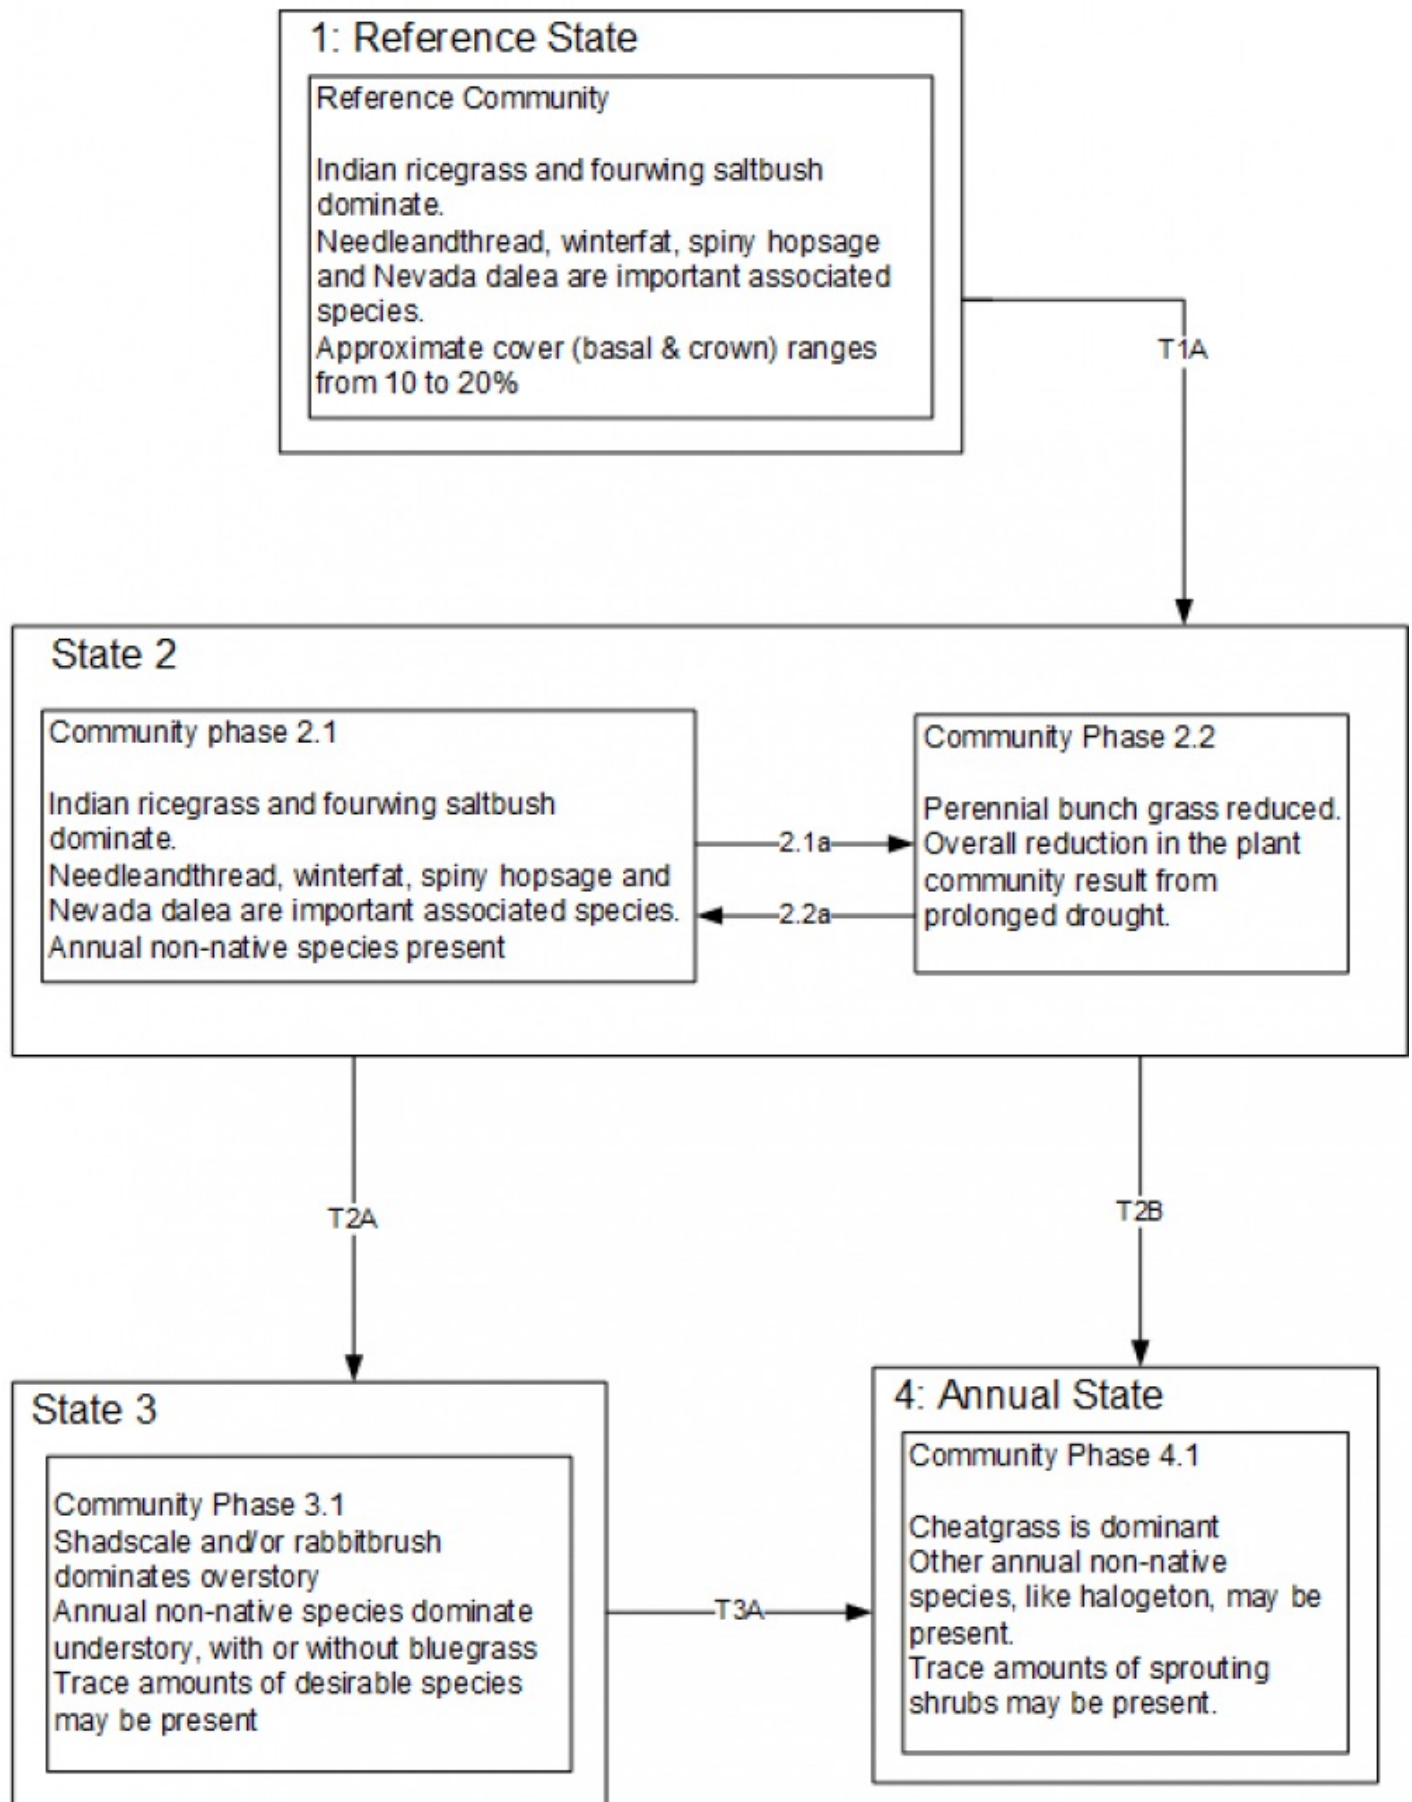 1: Reference State
Reference Community
Indian ricegrass and fourwing saltbush
dominate.
Needleandthread, winterfat, spiny hopsage
and Nevada dalea are important associated
species.
Approximate cover (basal & crown) ranges
from 10 to 20%
T1A
State 2
Community phase 2.1
Indian ricegrass and fourwing saltbush
dominate.
Needleandthread, winterfat, spiny hopsage and
Nevada dalea are important associated species.
Annual non-native species present
2.1a
2.2a
Community Phase 2.2
Perennial bunch grass reduced.
Overall reduction in the plant
community result from
prolonged drought.
T2A
T2B
State 3
Community Phase 3.1
Shadscale and/or rabbitbrush
dominates overstory
Annual non-native species dominate
understory, with or without bluegrass
Trace amounts of desirable species
may be present
T3A
4: Annual State
Community Phase 4.1
Cheatgrass is dominant
Other annual non-native
species, like halogeton, may be
present.
Trace amounts of sprouting
shrubs may be present.